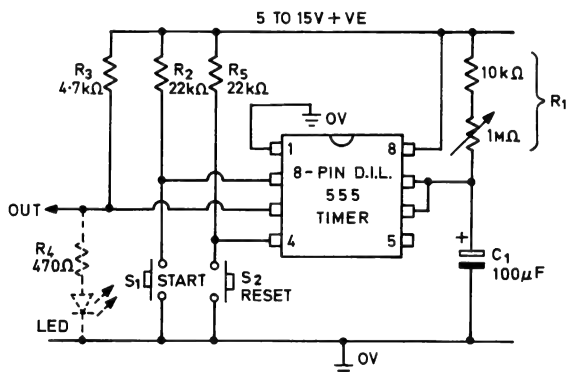 5 TO 15V +VE
R3
4·7kΩ
R2
22kΩ
R5
22kΩ
10kΩ
R1
1MΩ
0V
1
8
8-PIN D.I.L.
555
TIMER
4
5
OUT
R4
470Ω
LED
S1
START
S2
RESET
+
C1
100μF
0V